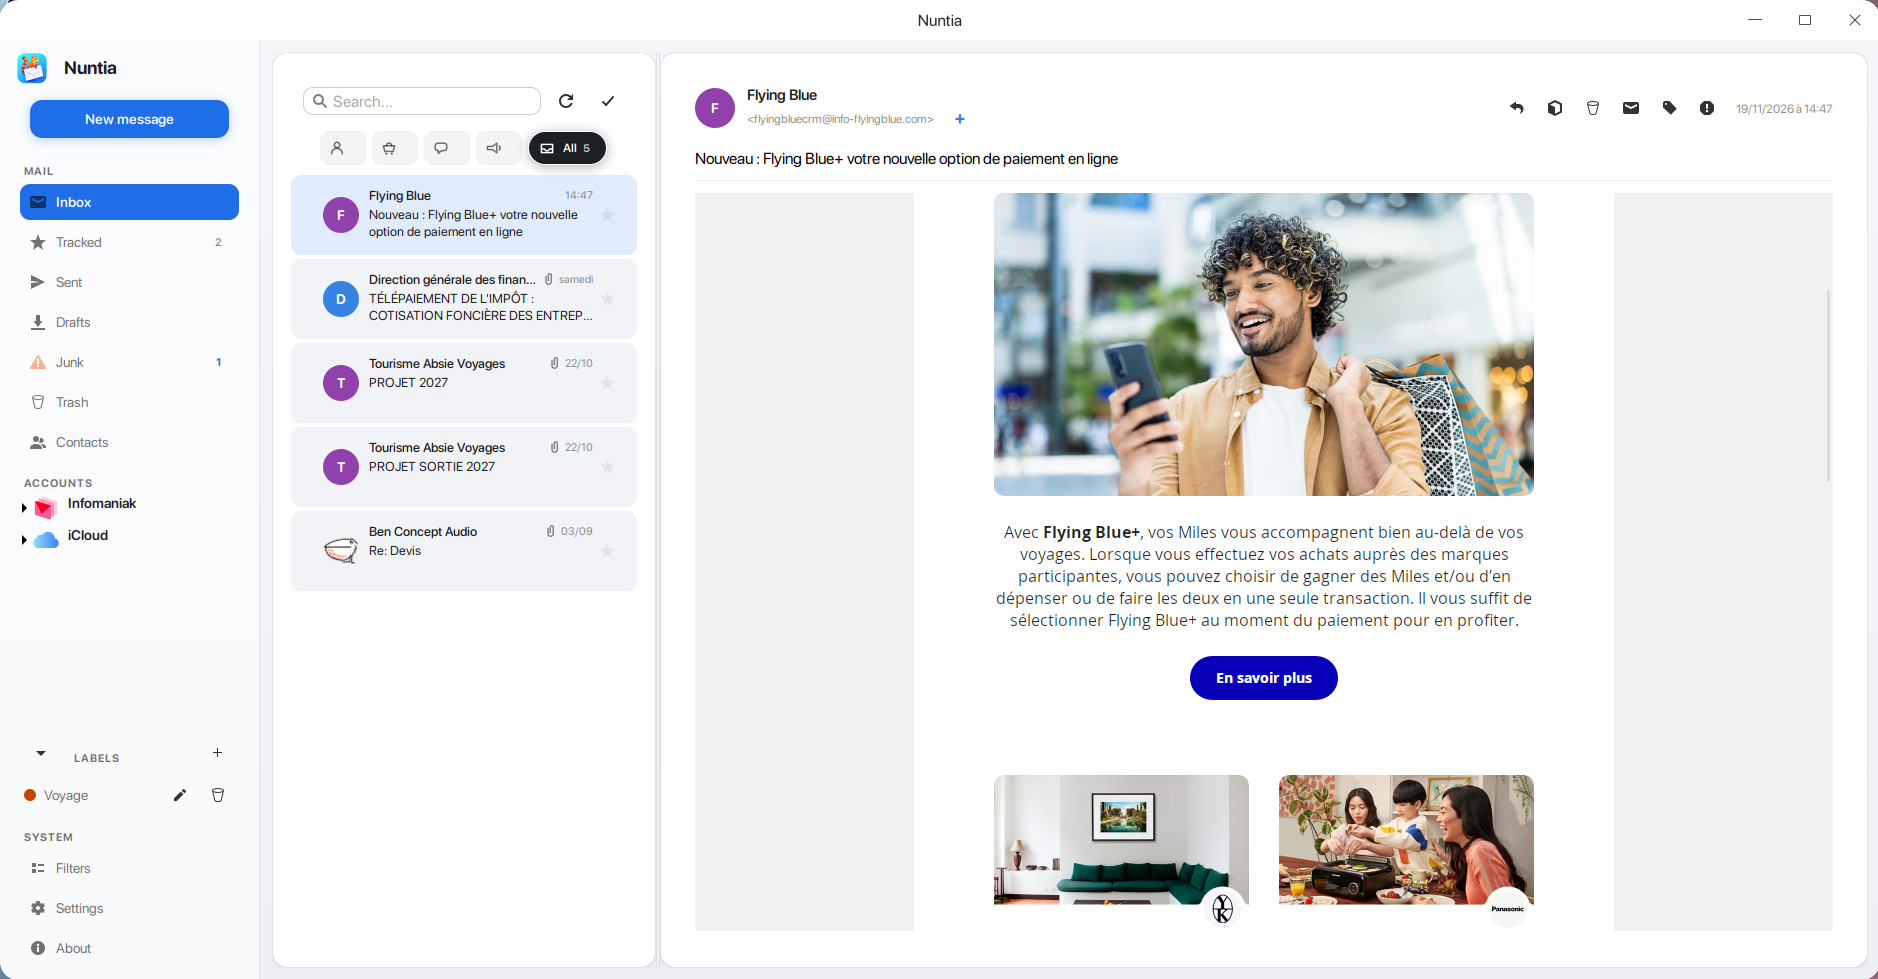 Nuntia
Nuntia
New message
MAIL
Inbox
Tracked 2
Sent
Drafts
Junk 1
Trash
Contacts
ACCOUNTS
Infomaniak
iCloud
LABELS
Voyage
SYSTEM
Filters
Settings
About
Search...
All 5
F
Flying Blue 14:47
Nouveau : Flying Blue+ votre nouvelle
option de paiement en ligne
D
Direction générale des finan... samedi
TÉLÉPAIEMENT DE L'IMPÔT :
COTISATION FONCIÈRE DES ENTREP...
T
Tourisme Absie Voyages 22/10
PROJET 2027
T
Tourisme Absie Voyages 22/10
PROJET SORTIE 2027
Ben Concept Audio 03/09
Re: Devis
F
Flying Blue
<flyingbluecrm@info-flyingblue.com>
19/11/2026 à 14:47
Nouveau : Flying Blue+ votre nouvelle option de paiement en ligne
Avec Flying Blue+, vos Miles vous accompagnent bien au-delà de vos
voyages. Lorsque vous effectuez vos achats auprès des marques
participantes, vous pouvez choisir de gagner des Miles et/ou d’en
dépenser ou de faire les deux en une seule transaction. Il vous suffit de
sélectionner Flying Blue+ au moment du paiement pour en profiter.
En savoir plus
YK
Panasonic